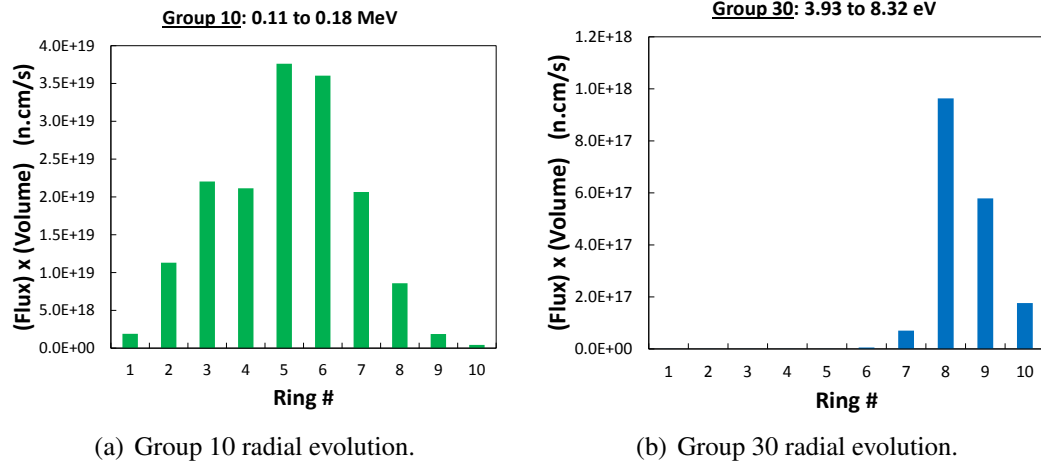 Group 10: 0.11 to 0.18 MeV
(Flux) x (Volume) (n.cm/s)
4.0E+19
3.5E+19
3.0E+19
2.5E+19
2.0E+19
1.5E+19
1.0E+19
5.0E+18
0.0E+00
1 2 3 4 5 6 7 8 9 10
Ring #
(a) Group 10 radial evolution.
Group 30: 3.93 to 8.32 eV
(Flux) x (Volume) (n.cm/s)
1.2E+18
1.0E+18
8.0E+17
6.0E+17
4.0E+17
2.0E+17
0.0E+00
1 2 3 4 5 6 7 8 9 10
Ring #
(b) Group 30 radial evolution.